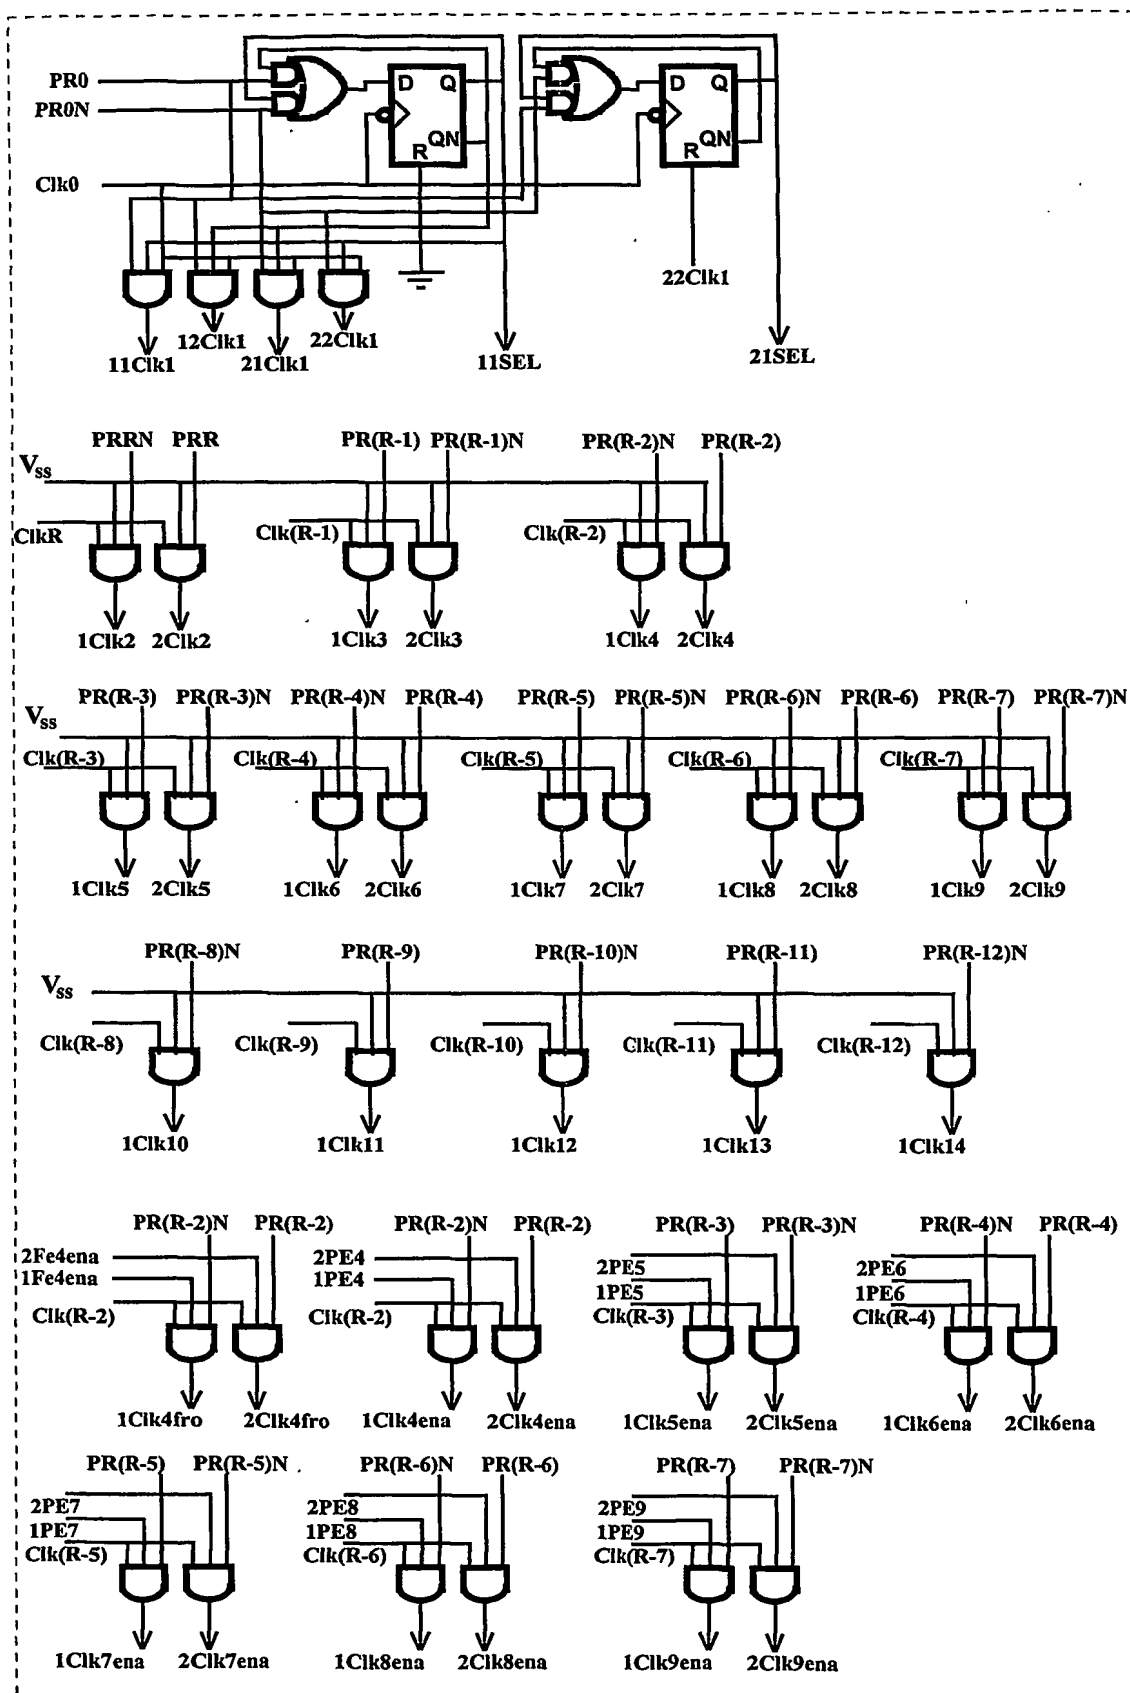 PR0
PR0N
Clk0
D Q
QN
R
D Q
QN
R
22Clk1
11Clk1
12Clk1
21Clk1
22Clk1
11SEL
21SEL
PRRN PRR PR(R-1) PR(R-1)N PR(R-2)N PR(R-2)
Vss
ClkR Clk(R-1) Clk(R-2)
1Clk2 2Clk2 1Clk3 2Clk3 1Clk4 2Clk4
PR(R-3) PR(R-3)N PR(R-4)N PR(R-4) PR(R-5) PR(R-5)N PR(R-6)N PR(R-6) PR(R-7) PR(R-7)N
Vss
Clk(R-3) Clk(R-4) Clk(R-5) Clk(R-6) Clk(R-7)
1Clk5 2Clk5 1Clk6 2Clk6 1Clk7 2Clk7 1Clk8 2Clk8 1Clk9 2Clk9
PR(R-8)N PR(R-9) PR(R-10)N PR(R-11) PR(R-12)N
Vss
Clk(R-8) Clk(R-9) Clk(R-10) Clk(R-11) Clk(R-12)
1Clk10 1Clk11 1Clk12 1Clk13 1Clk14
PR(R-2)N PR(R-2) PR(R-2)N PR(R-2) PR(R-3) PR(R-3)N PR(R-4)N PR(R-4)
2Fe4ena 2PE4 2PE5 2PE6
1Fe4ena 1PE4 1PE5 1PE6
Clk(R-2) Clk(R-2) Clk(R-3) Clk(R-4)
1Clk4fro 2Clk4fro 1Clk4ena 2Clk4ena 1Clk5ena 2Clk5ena 1Clk6ena 2Clk6ena
PR(R-5) PR(R-5)N PR(R-6)N PR(R-6) PR(R-7) PR(R-7)N
2PE7 2PE8 2PE9
1PE7 1PE8 1PE9
Clk(R-5) Clk(R-6) Clk(R-7)
1Clk7ena 2Clk7ena 1Clk8ena 2Clk8ena 1Clk9ena 2Clk9ena